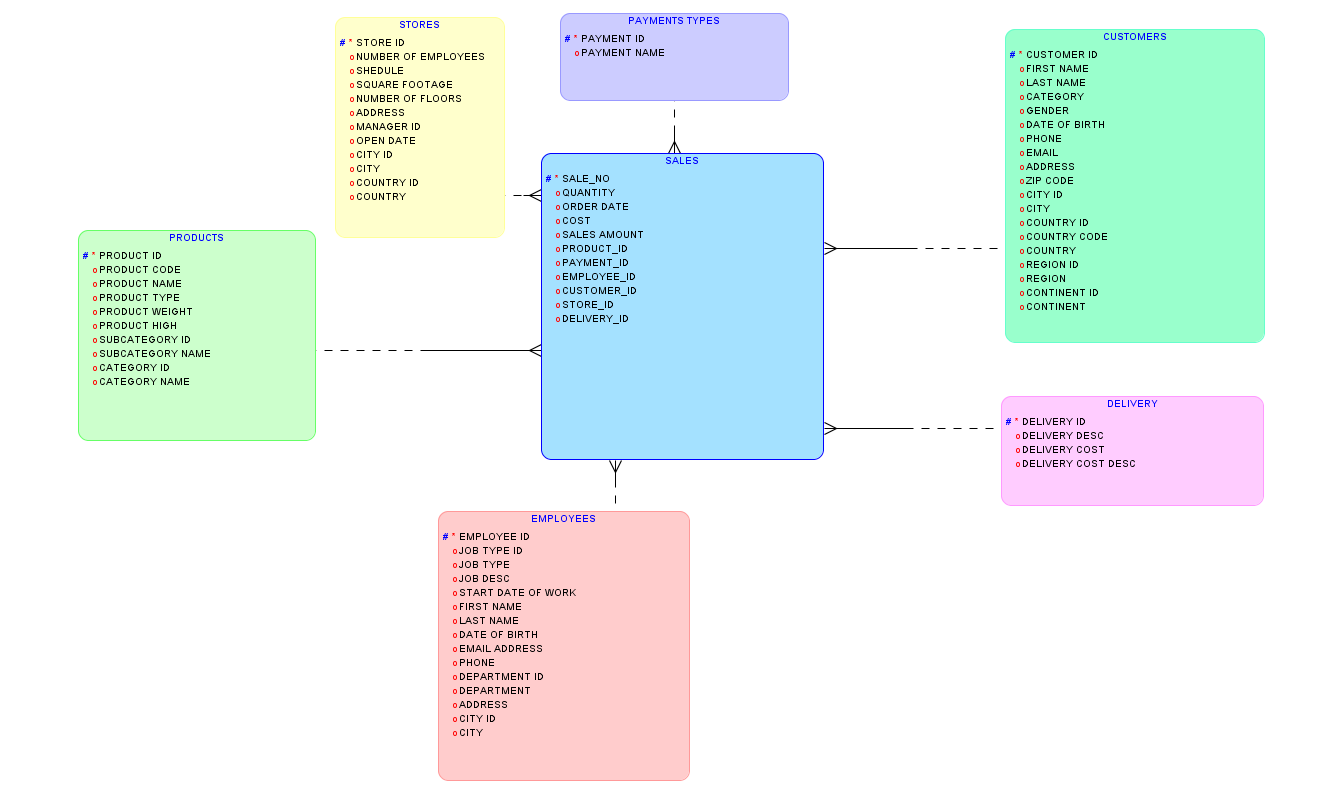 STORES
# * STORE ID
o NUMBER OF EMPLOYEES
o SHEDULE
o SQUARE FOOTAGE
o NUMBER OF FLOORS
o ADDRESS
o MANAGER ID
o OPEN DATE
o CITY ID
o CITY
o COUNTRY ID
o COUNTRY
PAYMENTS TYPES
# * PAYMENT ID
o PAYMENT NAME
CUSTOMERS
# * CUSTOMER ID
o FIRST NAME
o LAST NAME
o CATEGORY
o GENDER
o DATE OF BIRTH
o PHONE
o EMAIL
o ADDRESS
o ZIP CODE
o CITY ID
o CITY
o COUNTRY ID
o COUNTRY CODE
o COUNTRY
o REGION ID
o REGION
o CONTINENT ID
o CONTINENT
SALES
# * SALE_NO
o QUANTITY
o ORDER DATE
o COST
o SALES AMOUNT
o PRODUCT_ID
o PAYMENT_ID
o EMPLOYEE_ID
o CUSTOMER_ID
o STORE_ID
o DELIVERY_ID
PRODUCTS
# * PRODUCT ID
o PRODUCT CODE
o PRODUCT NAME
o PRODUCT TYPE
o PRODUCT WEIGHT
o PRODUCT HIGH
o SUBCATEGORY ID
o SUBCATEGORY NAME
o CATEGORY ID
o CATEGORY NAME
DELIVERY
# * DELIVERY ID
o DELIVERY DESC
o DELIVERY COST
o DELIVERY COST DESC
EMPLOYEES
# * EMPLOYEE ID
o JOB TYPE ID
o JOB TYPE
o JOB DESC
o START DATE OF WORK
o FIRST NAME
o LAST NAME
o DATE OF BIRTH
o EMAIL ADDRESS
o PHONE
o DEPARTMENT ID
o DEPARTMENT
o ADDRESS
o CITY ID
o CITY